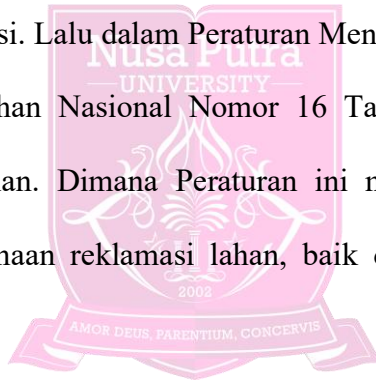 si. Lalu dalam Peraturan Men
Nusa Putra
UNIVERSITY
han Nasional Nomor 16 Ta
an. Dimana Peraturan ini m
naan reklamasi lahan, baik
2002
AMOR DEUS, PARENTIUM, CONCERVIS